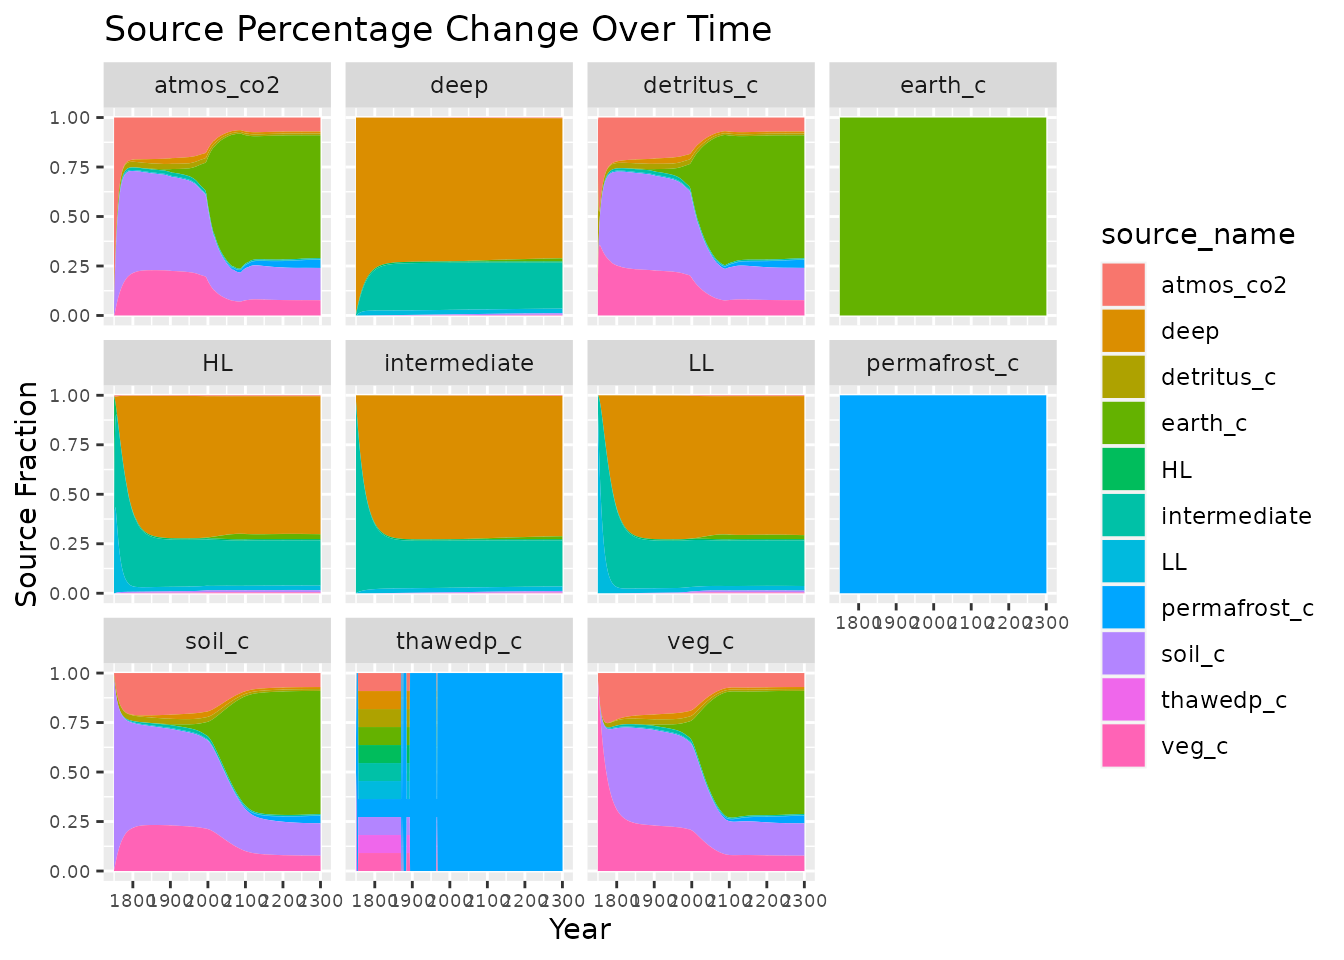 Source Percentage Change Over Time
atmos_co2 deep detritus_c earth_c
1.00
0.75
0.50
0.25
0.00
HL intermediate LL permafrost_c
1.00
0.75
0.50
0.25
0.00
1800 1900 2000 2100 2200 2300
soil_c thawedp_c veg_c
1.00
0.75
0.50
0.25
0.00
1800 1900 2000 2100 2200 2300 1800 1900 2000 2100 2200 2300 1800 1900 2000 2100 2200 2300
Year
Source Fraction
source_name
atmos_co2
deep
detritus_c
earth_c
HL
intermediate
LL
permafrost_c
soil_c
thawedp_c
veg_c